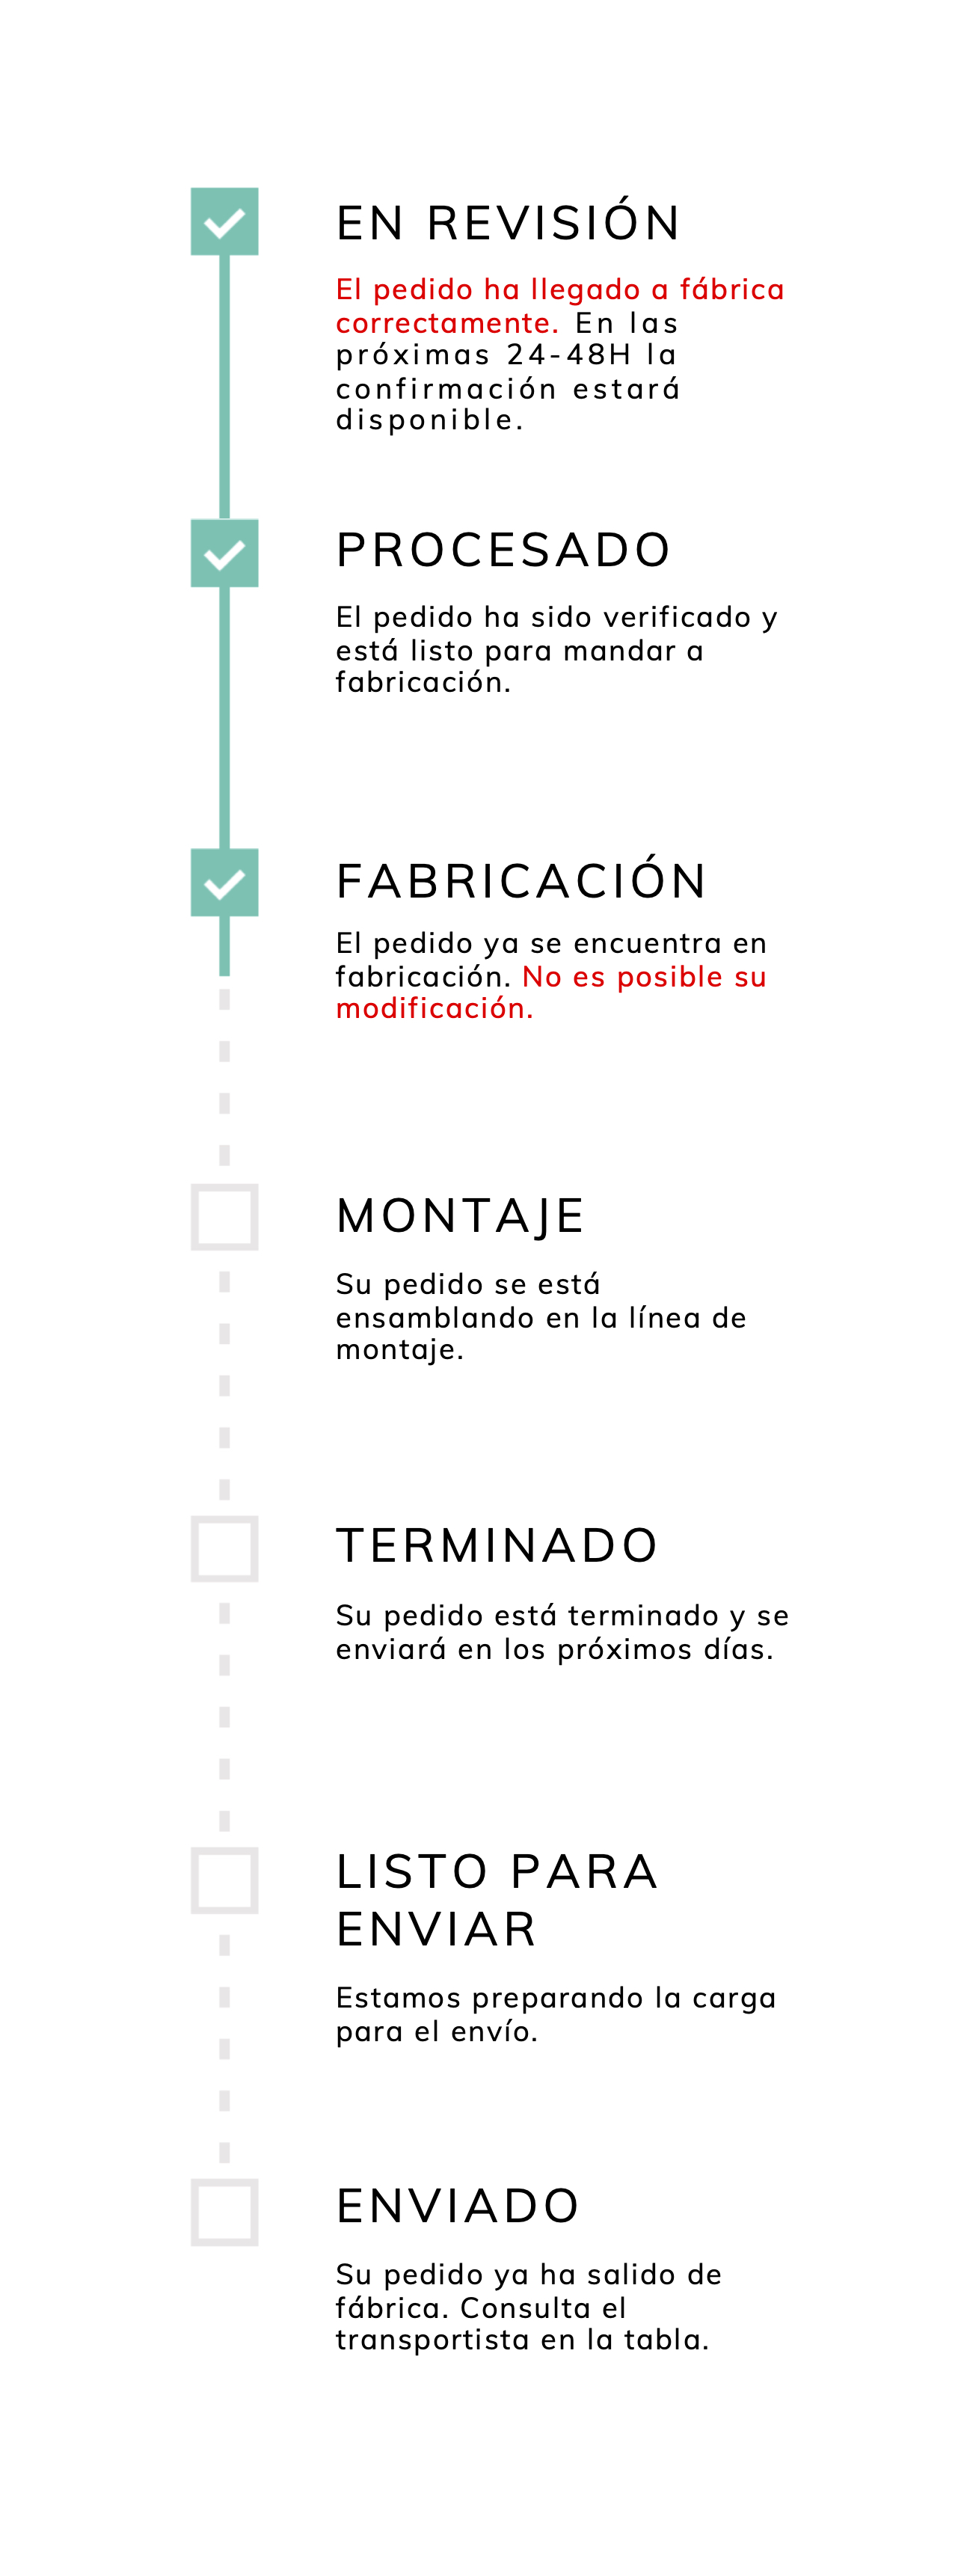 EN REVISIÓN
El pedido ha llegado a fábrica
correctamente. En las
próximas 24-48H la
confirmación estará
disponible.
PROCESADO
El pedido ha sido verificado y
está listo para mandar a
fabricación.
FABRICACIÓN
El pedido ya se encuentra en
fabricación. No es posible su
modificación.
MONTAJE
Su pedido se está
ensamblando en la línea de
montaje.
TERMINADO
Su pedido está terminado y se
enviará en los próximos días.
LISTO PARA
ENVIAR
Estamos preparando la carga
para el envío.
ENVIADO
Su pedido ya ha salido de
fábrica. Consulta el
transportista en la tabla.